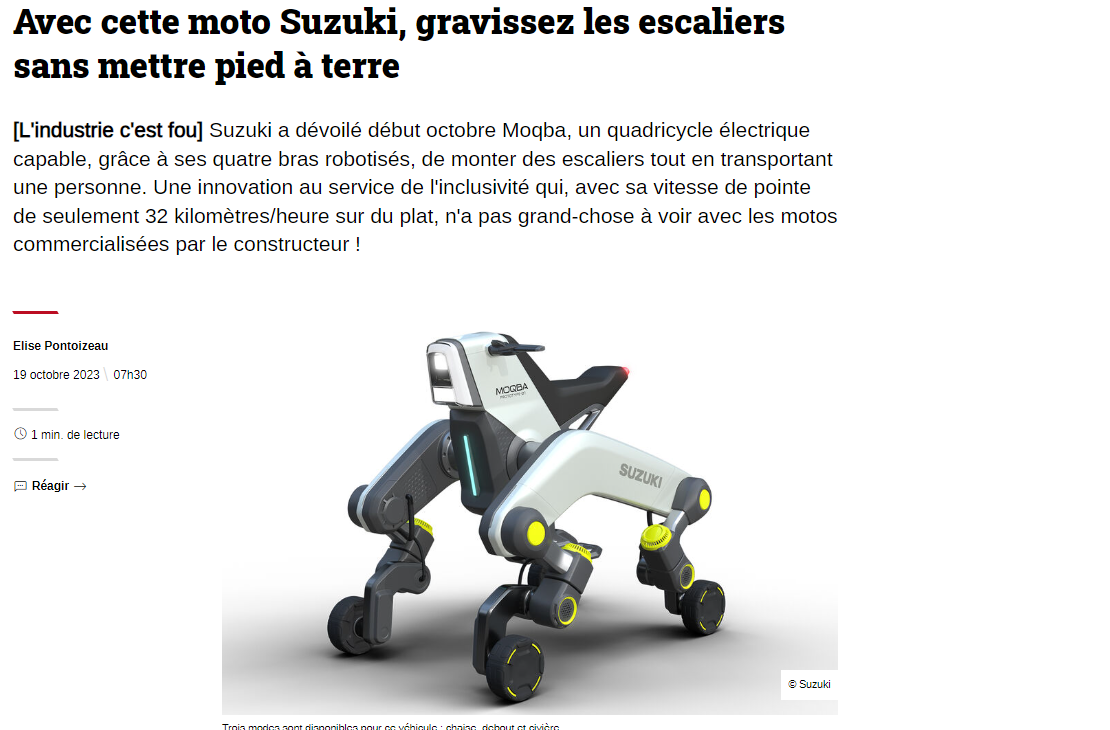 Avec cette moto Suzuki, gravissez les escaliers
sans mettre pied à terre
[L'industrie c'est fou] Suzuki a dévoilé début octobre Moqba, un quadricycle électrique
capable, grâce à ses quatre bras robotisés, de monter des escaliers tout en transportant
une personne. Une innovation au service de l'inclusivité qui, avec sa vitesse de pointe
de seulement 32 kilomètres/heure sur du plat, n'a pas grand-chose à voir avec les motos
commercialisées par le constructeur !
Elise Pontoizeau
19 octobre 2023 \ 07h30
1 min. de lecture
Réagir →
MOQBA
SUZUKI
© Suzuki
Trois modes sont disponibles pour ce véhicule : chaise, debout et civière